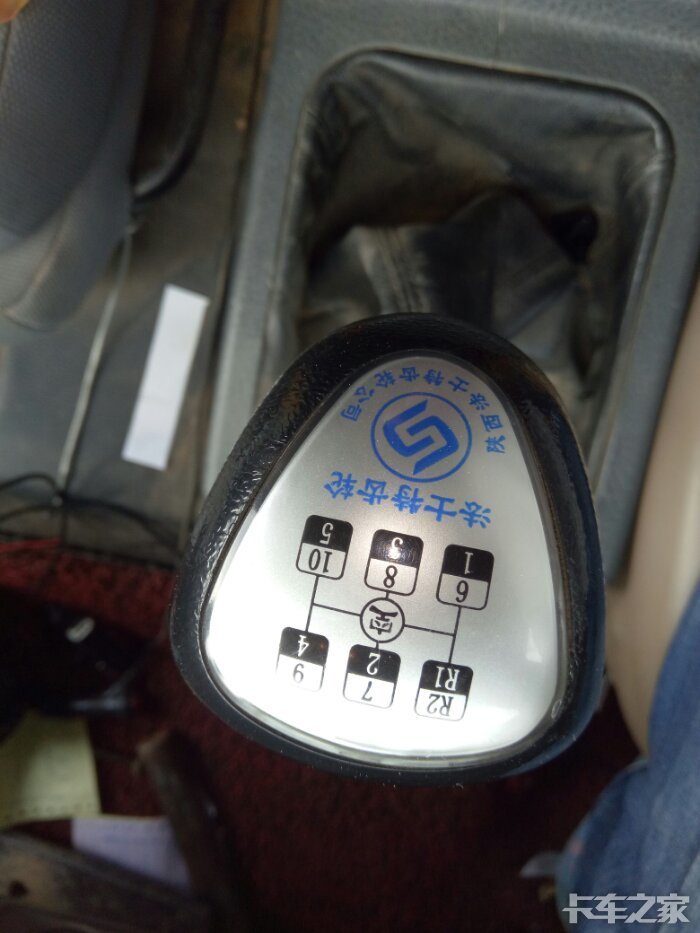 R2 7 9
R1 2 4
空
6 8 10
1 3 5
法士特齿轮
陕西法士特齿轮公司
卡车之家